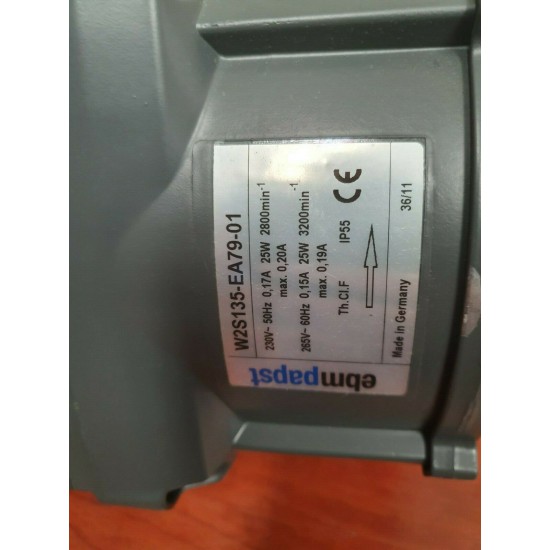 ebmpapst
W2S135-EA79-01
230V~ 50Hz 0,17A 25W 2800min-1
max. 0,20A
265V~ 60Hz 0,15A 25W 3200min-1
max. 0,19A
Th.Cl.F IP55 CE
Made in Germany 36/11